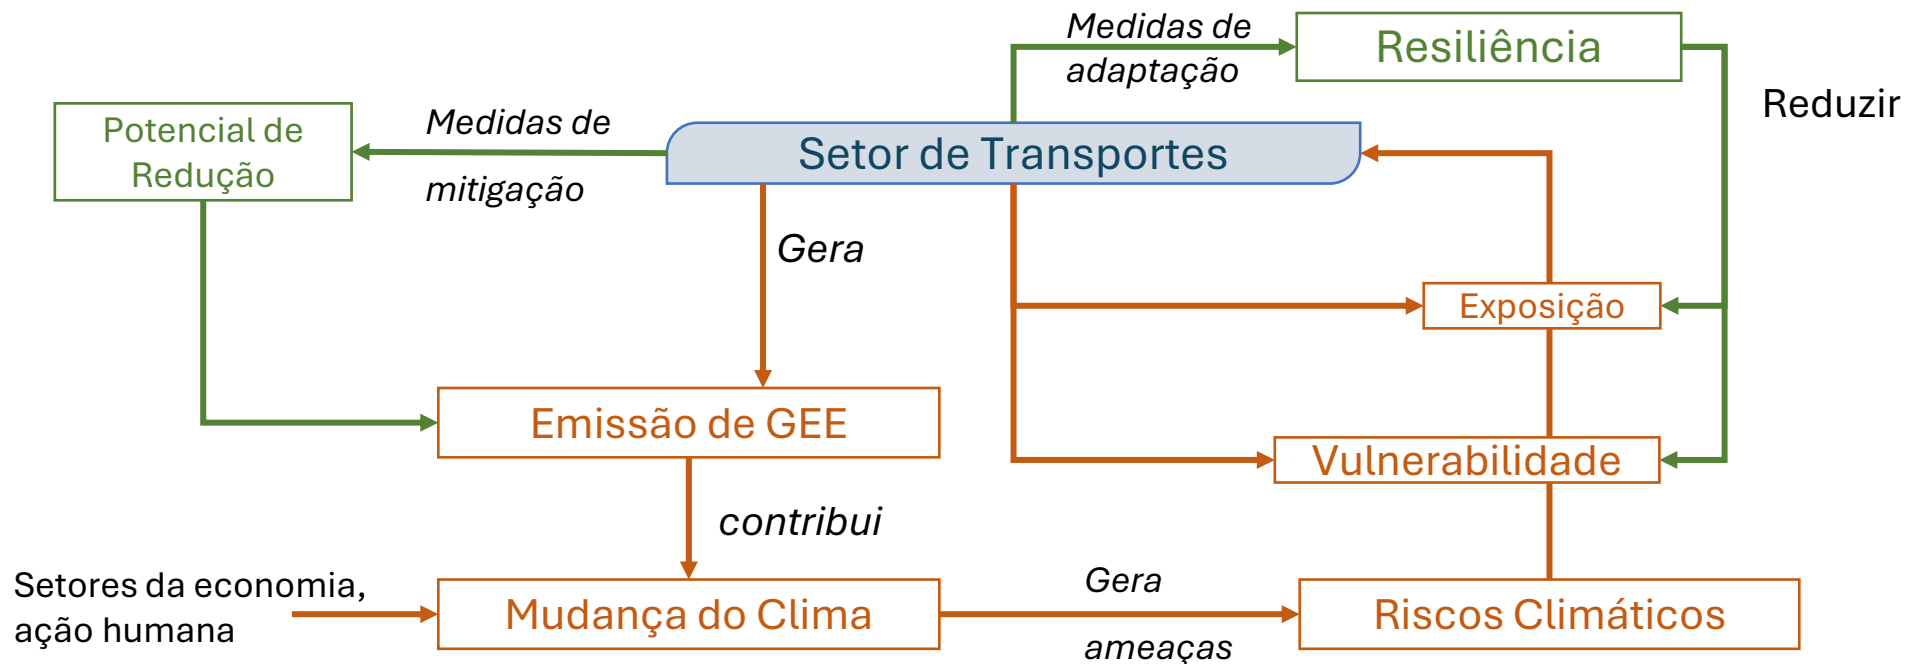 Medidas de
adaptação
Resiliência
Reduzir
Potencial de
Redução
Medidas de
mitigação
Setor de Transportes
Gera
Exposição
Emissão de GEE
Vulnerabilidade
contribui
Setores da economia,
ação humana
Mudança do Clima
Gera
ameaças
Riscos Climáticos